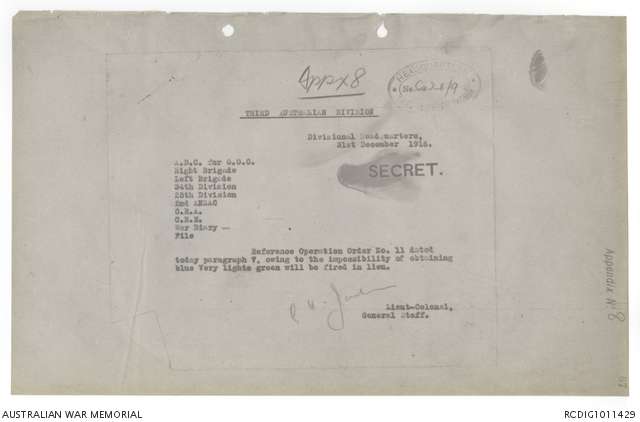 Appx 8
HEADQUARTERS
THIRD AUSTRALIAN DIVISION
Divisional Headquarters,
31st December 1916.
SECRET.
A.D.C. for G.O.C.
Right Brigade
Left Brigade
34th Division
25th Division
2nd ANZAC
C.R.A.
C.R.E.
War Diary —
File
Reference Operation Order No. 11 dated
today paragraph 7, owing to the impossibility of obtaining
blue Very lights green will be fired in lieu.
Lieut-Colonel,
General Staff.
Appendix No 8
AUSTRALIAN WAR MEMORIAL
RCDIG1011429